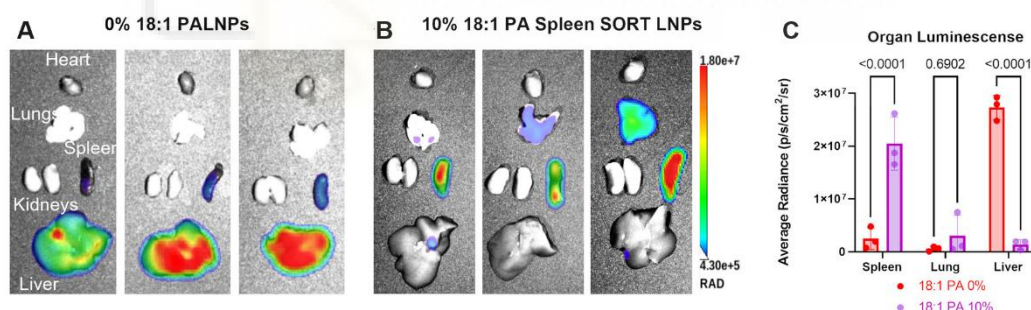 A
0% 18:1 PALNPs
Heart
Lungs
Spleen
Kidneys
Liver
B
10% 18:1 PA Spleen SORT LNPs
1.80e+7
4.30e+5
RAD
C
Organ Luminescense
<0.0001 0.6902 <0.0001
Average Radiance (p/s/cm²/sr)
3×10⁷
2×10⁷
1×10⁷
0
Spleen Lung Liver
18:1 PA 0%
18:1 PA 10%